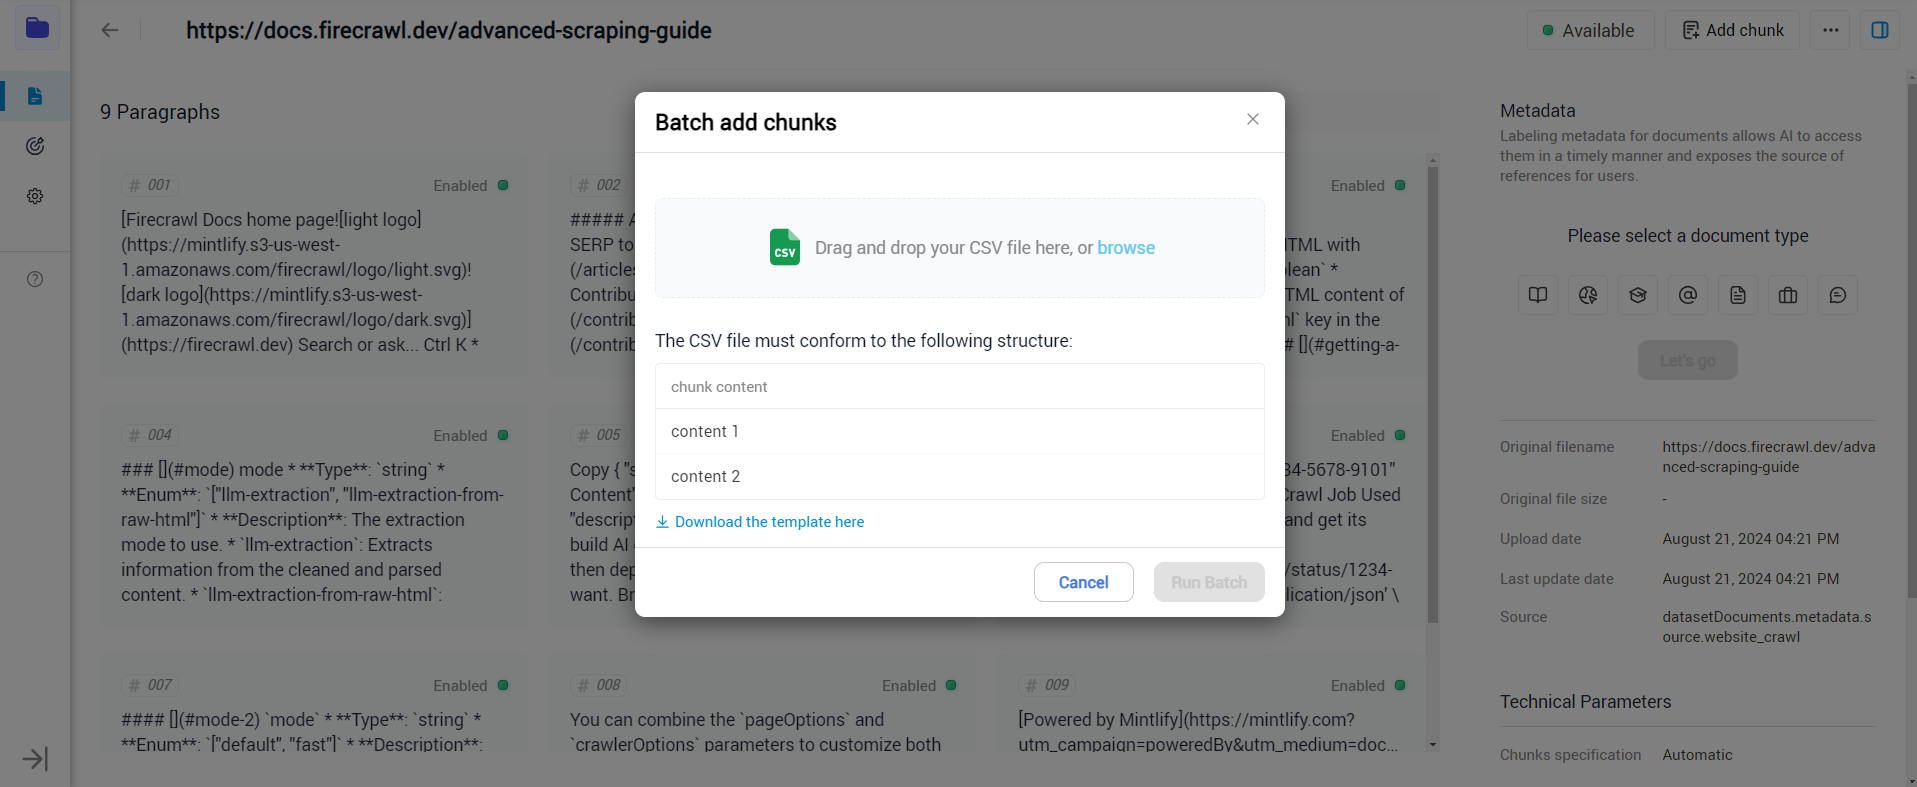 https://docs.firecrawl.dev/advanced-scraping-guide
Available
Add chunk
9 Paragraphs
# 001
Enabled
[Firecrawl Docs home page![light logo]
(https://mintlify.s3-us-west-
1.amazonaws.com/firecrawl/logo/light.svg)!
[dark logo](https://mintlify.s3-us-west-
1.amazonaws.com/firecrawl/logo/dark.svg)]
(https://firecrawl.dev) Search or ask... Ctrl K *
# 002
##### A
SERP to
(/articles
Contribu
(/contrib
(/contrib
Enabled
HTML with
olean` *
TML content of
nl` key in the
# [](#getting-a-
# 004
Enabled
### [](#mode) mode * **Type**: `string` *
**Enum**: `["llm-extraction", "llm-extraction-from-
raw-html"]` * **Description**: The extraction
mode to use. * `llm-extraction`: Extracts
information from the cleaned and parsed
content. * `llm-extraction-from-raw-html`:
# 005
Copy { "s
Content"
"descript
build AI
then dep
want. Br
Enabled
34-5678-9101"
Crawl Job Used
and get its
/status/1234-
lication/json' \
# 007
Enabled
#### [](#mode-2) `mode` * **Type**: `string` *
**Enum**: `["default", "fast"]` * **Description**:
# 008
Enabled
You can combine the `pageOptions` and
`crawlerOptions` parameters to customize both
# 009
Enabled
[Powered by Mintlify](https://mintlify.com?
utm_campaign=poweredBy&utm_medium=doc...
Batch add chunks
CSV
Drag and drop your CSV file here, or browse
The CSV file must conform to the following structure:
chunk content
content 1
content 2
Download the template here
Cancel
Run Batch
Metadata
Labeling metadata for documents allows AI to access
them in a timely manner and exposes the source of
references for users.
Please select a document type
Let's go
Original filename
https://docs.firecrawl.dev/adva
nced-scraping-guide
Original file size
-
Upload date
August 21, 2024 04:21 PM
Last update date
August 21, 2024 04:21 PM
Source
datasetDocuments.metadata.s
ource.website_crawl
Technical Parameters
Chunks specification
Automatic